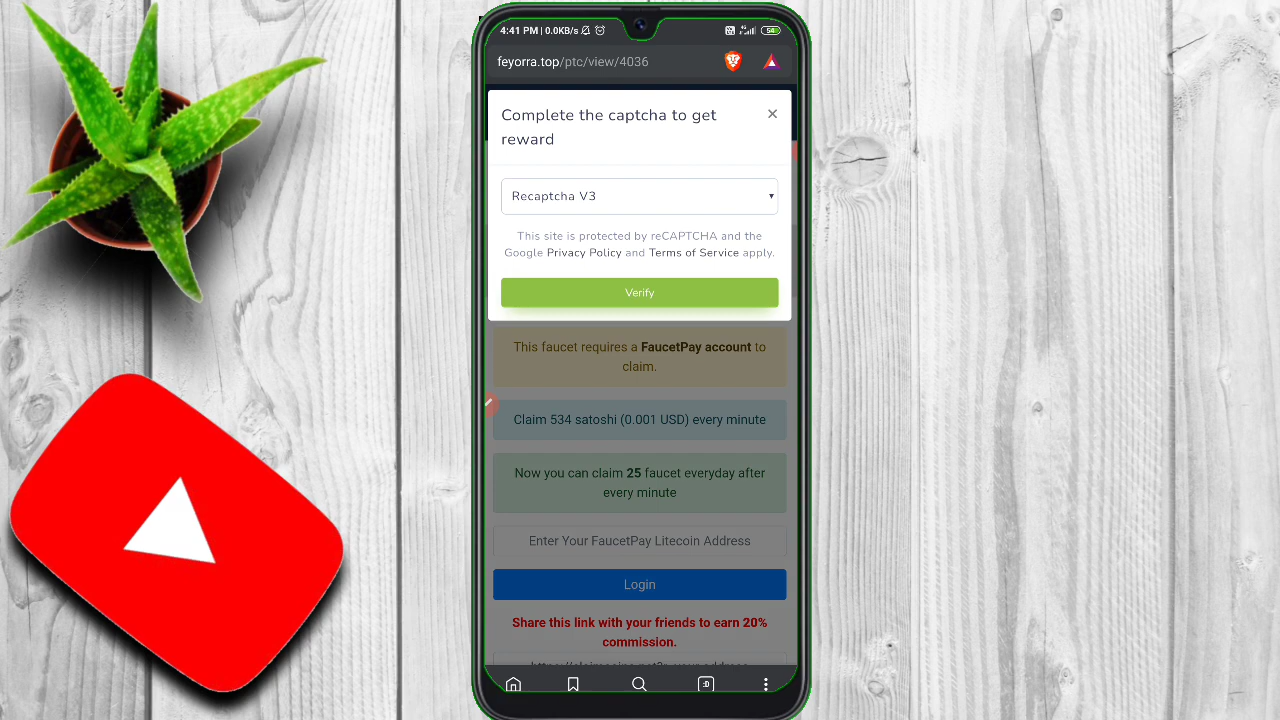 4:41 PM | 0.0KB/s
4G
54
feyorra.top/ptc/view/4036
Complete the captcha to get
reward
×
Recaptcha V3
This site is protected by reCAPTCHA and the
Google Privacy Policy and Terms of Service apply.
Verify
This faucet requires a FaucetPay account to
claim.
Claim 534 satoshi (0.001 USD) every minute
Now you can claim 25 faucet everyday after
every minute
Enter Your FaucetPay Litecoin Address
Login
Share this link with your friends to earn 20%
commission.
:D